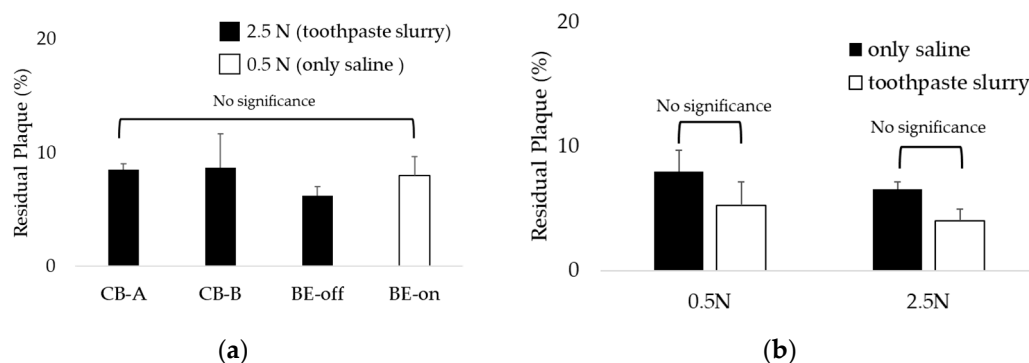 20
10
0
Residual Plaque (%)
2.5 N (toothpaste slurry)
0.5 N (only saline )
No significance
CB-A CB-B BE-off BE-on
(a)
20
10
0
Residual Plaque (%)
only saline
toothpaste slurry
No significance
No significance
0.5N 2.5N
(b)